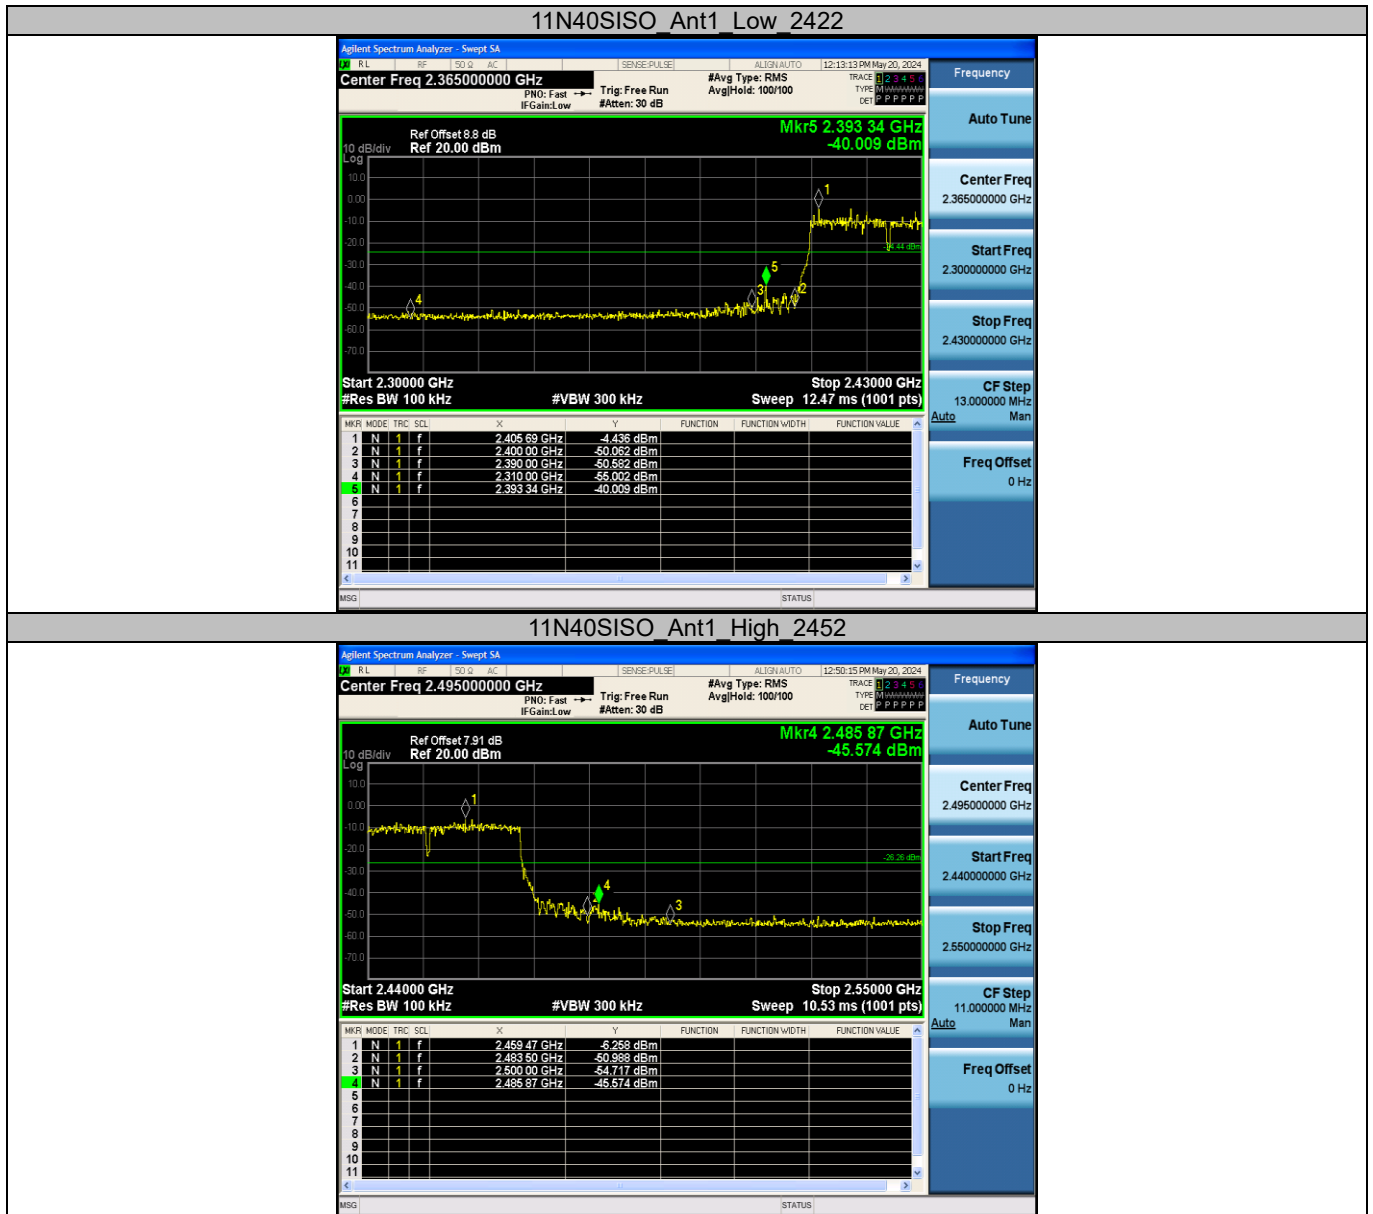 11N40SISO_Ant1_Low_2422
Agilent Spectrum Analyzer - Swept SA
RL RF 50 Ω AC SENSE:PULSE ALIGN AUTO 12:13:13 PM May 20, 2024
Center Freq 2.365000000 GHz #Avg Type: RMS TRACE 1 2 3 4 5 6 Frequency
PNO: Fast Trig: Free Run Avg|Hold: 100/100 TYPE M
IFGain:Low #Atten: 30 dB DET P P P P P P
Auto Tune
Mkr5 2.393 34 GHz
Ref Offset 8.8 dB
10 dB/div Ref 20.00 dBm -40.009 dBm
Log
10.0
0.00
-10.0
-20.0
-30.0
-40.0
-50.0
-60.0
-70.0
1
5
3
2
4
Center Freq
2.365000000 GHz
Start Freq
2.300000000 GHz
Stop Freq
2.430000000 GHz
Start 2.30000 GHz Stop 2.43000 GHz
#Res BW 100 kHz #VBW 300 kHz Sweep 12.47 ms (1001 pts)
CF Step
13.000000 MHz
Auto Man
Freq Offset
0 Hz
MKR MODE TRC SCL X Y FUNCTION FUNCTION WIDTH FUNCTION VALUE
1 N 1 f 2.405 69 GHz -4.436 dBm
2 N 1 f 2.400 00 GHz -50.062 dBm
3 N 1 f 2.390 00 GHz -50.582 dBm
4 N 1 f 2.310 00 GHz -55.002 dBm
5 N 1 f 2.393 34 GHz -40.009 dBm
6
7
8
9
10
11
MSG STATUS
11N40SISO_Ant1_High_2452
Agilent Spectrum Analyzer - Swept SA
RL RF 50 Ω AC SENSE:PULSE ALIGN AUTO 12:50:15 PM May 20, 2024
Center Freq 2.495000000 GHz #Avg Type: RMS TRACE 1 2 3 4 5 6 Frequency
PNO: Fast Trig: Free Run Avg|Hold: 100/100 TYPE M
IFGain:Low #Atten: 30 dB DET P P P P P P
Auto Tune
Mkr4 2.485 87 GHz
Ref Offset 7.91 dB
10 dB/div Ref 20.00 dBm -45.574 dBm
Log
10.0
0.00
-10.0
-20.0
-30.0
-40.0
-50.0
-60.0
-70.0
1
-26.26 dBm
4
3
Center Freq
2.495000000 GHz
Start Freq
2.440000000 GHz
Stop Freq
2.550000000 GHz
Start 2.44000 GHz Stop 2.55000 GHz
#Res BW 100 kHz #VBW 300 kHz Sweep 10.53 ms (1001 pts)
CF Step
11.000000 MHz
Auto Man
Freq Offset
0 Hz
MKR MODE TRC SCL X Y FUNCTION FUNCTION WIDTH FUNCTION VALUE
1 N 1 f 2.459 47 GHz -6.258 dBm
2 N 1 f 2.483 50 GHz -50.988 dBm
3 N 1 f 2.500 00 GHz -54.717 dBm
4 N 1 f 2.485 87 GHz -45.574 dBm
5
6
7
8
9
10
11
MSG STATUS